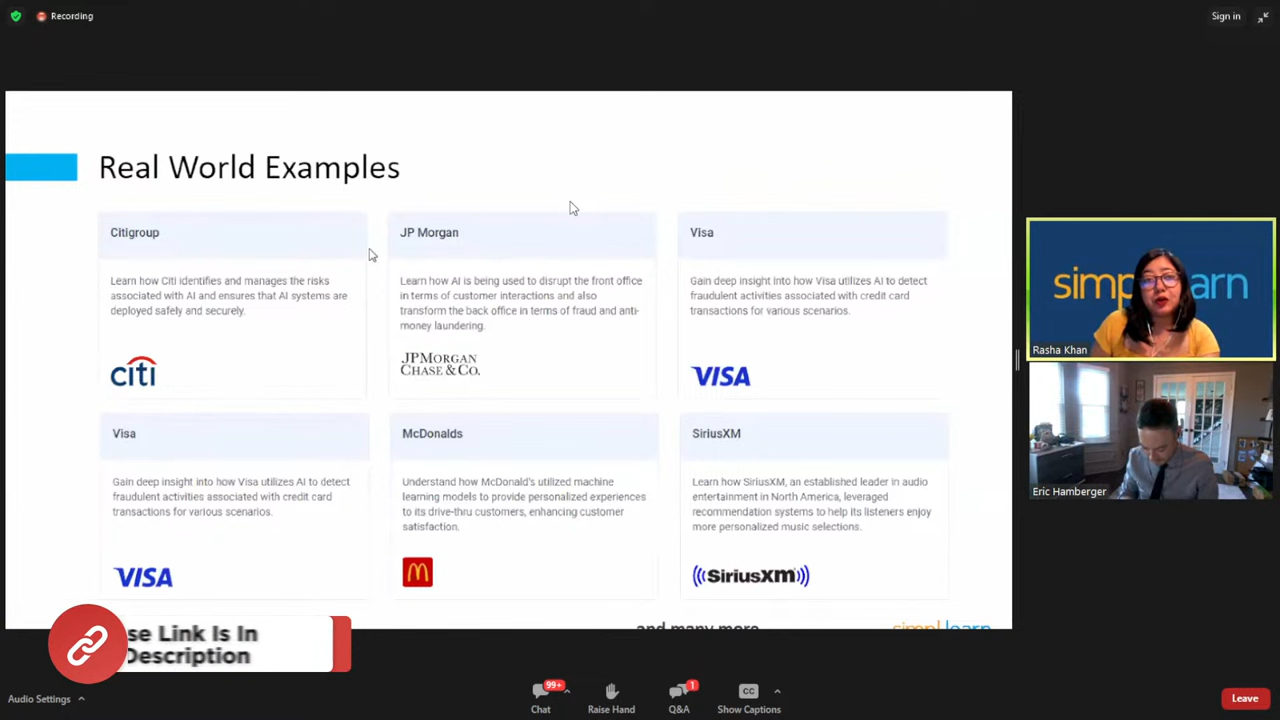 Recording
Sign in
Real World Examples
Citigroup
Learn how Citi identifies and manages the risks
associated with AI and ensures that AI systems are
deployed safely and securely.
citi
JP Morgan
Learn how AI is being used to disrupt the front office
in terms of customer interactions and also
transform the back office in terms of fraud and anti-
money laundering.
JPMORGAN
CHASE & CO.
Visa
Gain deep insight into how Visa utilizes AI to detect
fraudulent activities associated with credit card
transactions for various scenarios.
VISA
Visa
Gain deep insight into how Visa utilizes AI to detect
fraudulent activities associated with credit card
transactions for various scenarios.
VISA
McDonalds
Understand how McDonald's utilized machine
learning models to provide personalized experiences
to its drive-thru customers, enhancing customer
satisfaction.
SiriusXM
Learn how SiriusXM, an established leader in audio
entertainment in North America, leveraged
recommendation systems to help its listeners enjoy
more personalized music selections.
SiriusXM
and many more
simplilearn
Rasha Khan
Eric Hamberger
se Link Is In
Description
Audio Settings
99+
Chat
Raise Hand
1
Q&A
CC
Show Captions
Leave